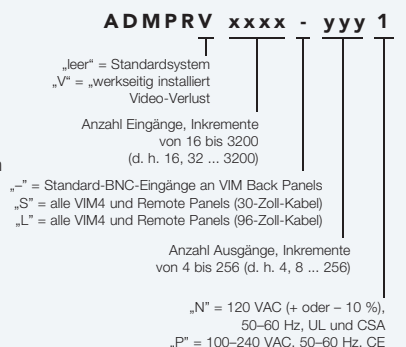 ADMPRV xxxx - yyy 1
„leer“ = Standardsystem
„V“ = „werkseitig installiert
Video-Verlust
Anzahl Eingänge, Inkremente
von 16 bis 3200
(d. h. 16, 32 ... 3200)
„–“ = Standard-BNC-Eingänge an VIM Back Panels
„S“ = alle VIM4 und Remote Panels (30-Zoll-Kabel)
„L“ = alle VIM4 und Remote Panels (96-Zoll-Kabel)
Anzahl Ausgänge, Inkremente
von 4 bis 256 (d. h. 4, 8 ... 256)
„N“ = 120 VAC (+ oder – 10 %),
50–60 Hz, UL und CSA
„P“ = 100–240 VAC, 50–60 Hz, CE